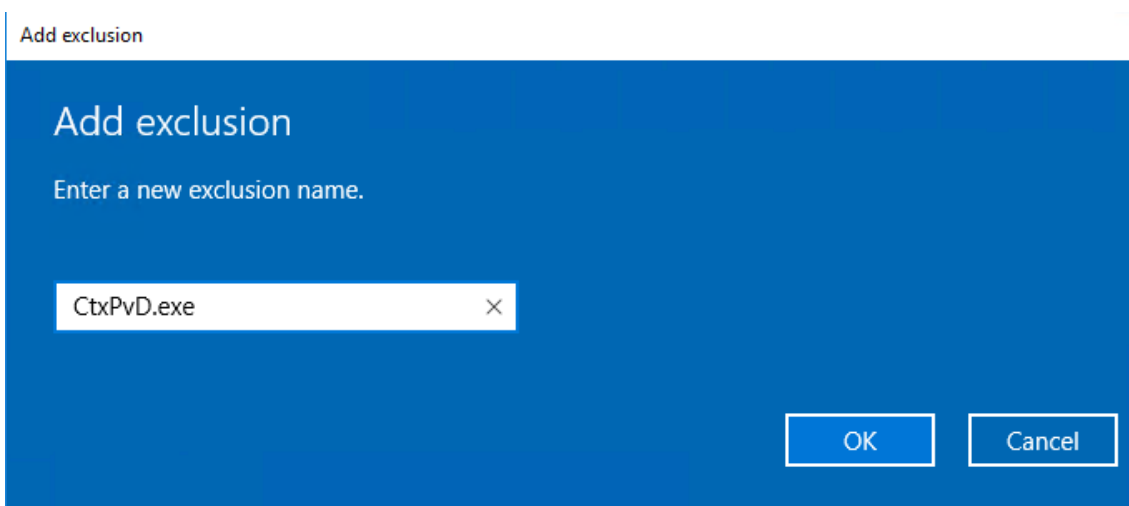 Add exclusion
Add exclusion
Enter a new exclusion name.
CtxPvD.exe
OK Cancel